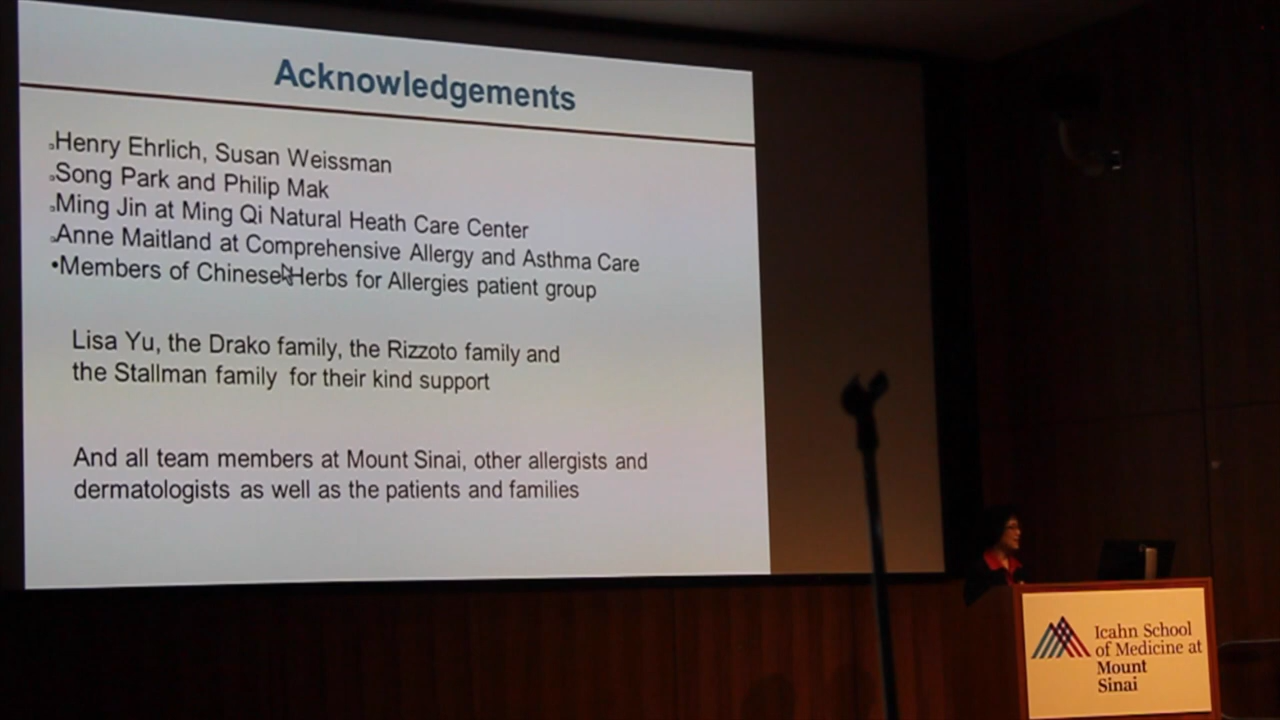 Acknowledgements
Henry Ehrlich, Susan Weissman
Song Park and Philip Mak
Ming Jin at Ming Qi Natural Heath Care Center
Anne Maitland at Comprehensive Allergy and Asthma Care
•Members of Chinese Herbs for Allergies patient group
Lisa Yu, the Drako family, the Rizzoto family and
the Stallman family for their kind support
And all team members at Mount Sinai, other allergists and
dermatologists as well as the patients and families
Icahn School
of Medicine at
Mount
Sinai